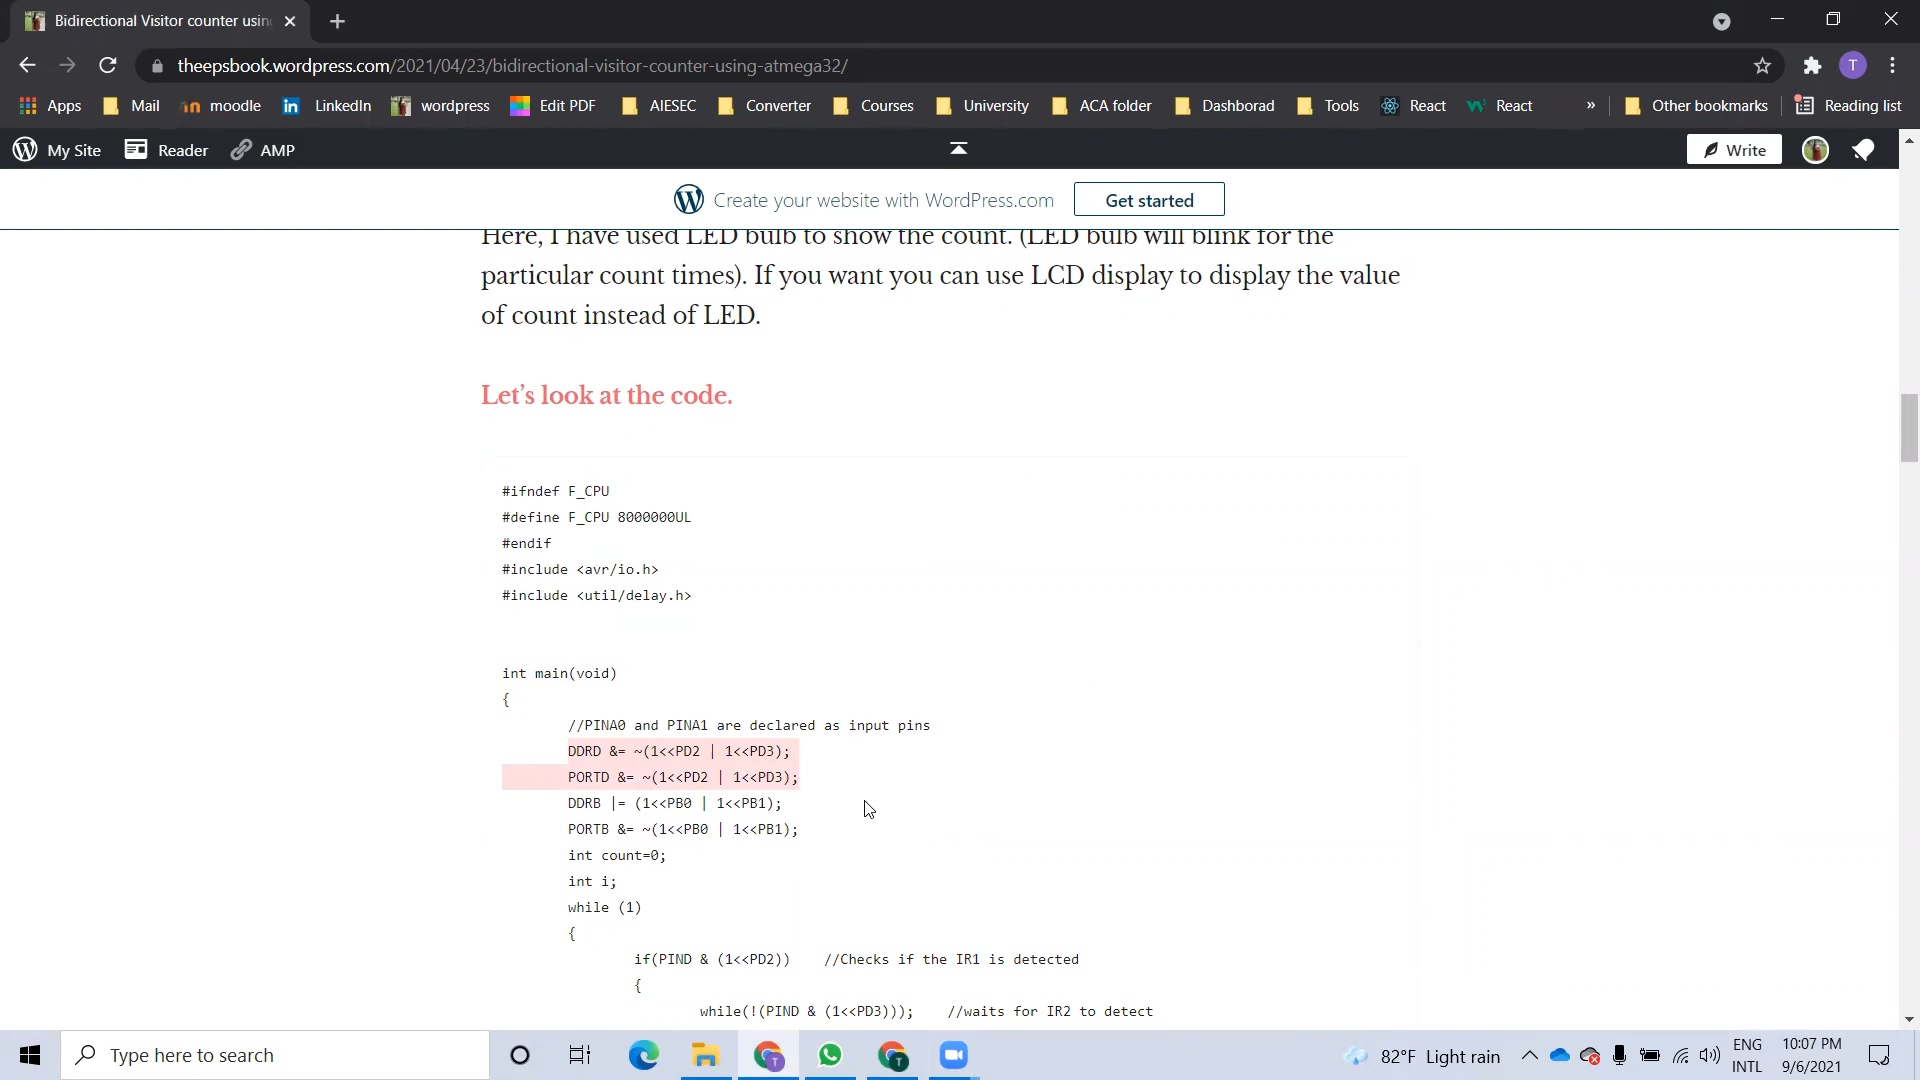 Bidirectional Visitor counter usin
theepsbook.wordpress.com/2021/04/23/bidirectional-visitor-counter-using-atmega32/
T
Apps Mail moodle LinkedIn wordpress Edit PDF AIESEC Converter Courses University ACA folder Dashborad Tools React React » Other bookmarks Reading list
My Site Reader AMP Write
Create your website with WordPress.com Get started
Here, I have used LED bulb to show the count. (LED bulb will blink for the
particular count times). If you want you can use LCD display to display the value
of count instead of LED.
Let’s look at the code.
#ifndef F_CPU
#define F_CPU 8000000UL
#endif
#include <avr/io.h>
#include <util/delay.h>
int main(void)
{
//PINA0 and PINA1 are declared as input pins
DDRD &= ~(1<<PD2 | 1<<PD3);
PORTD &= ~(1<<PD2 | 1<<PD3);
DDRB |= (1<<PB0 | 1<<PB1);
PORTB &= ~(1<<PB0 | 1<<PB1);
int count=0;
int i;
while (1)
{
if(PIND & (1<<PD2)) //Checks if the IR1 is detected
{
while(!(PIND & (1<<PD3))); //waits for IR2 to detect
Type here to search
82°F Light rain
ENG
INTL
10:07 PM
9/6/2021